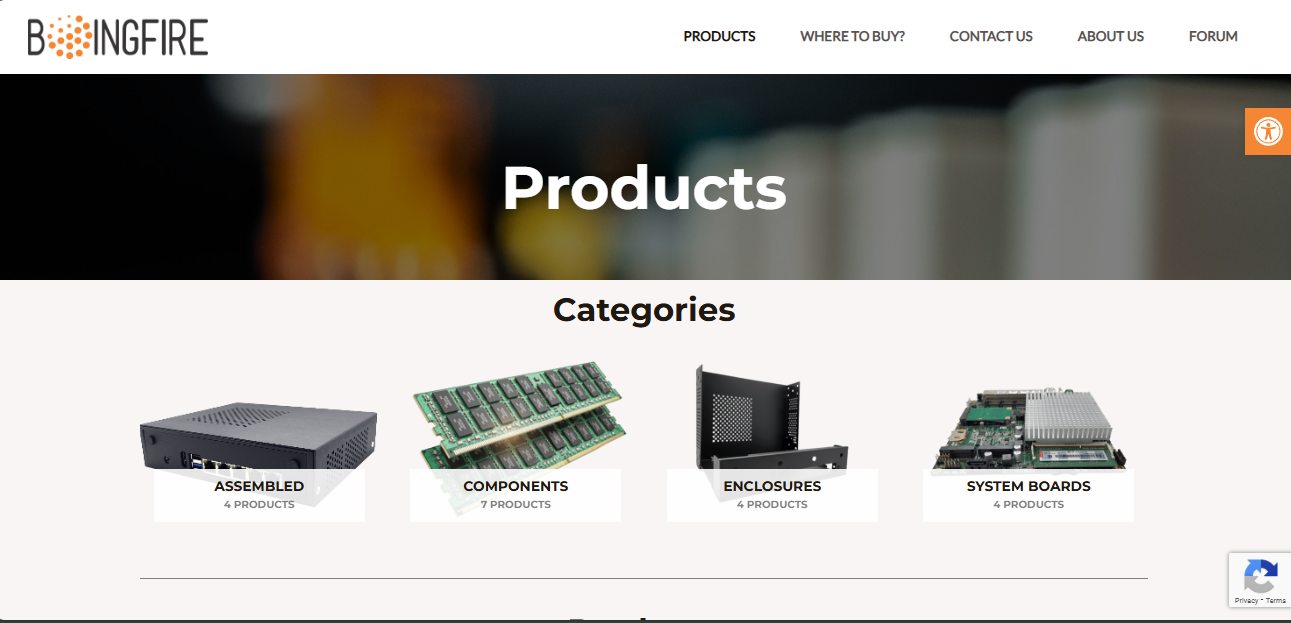 BOINGFIRE
PRODUCTS
WHERE TO BUY?
CONTACT US
ABOUT US
FORUM
Products
Categories
ASSEMBLED
4 PRODUCTS
COMPONENTS
7 PRODUCTS
ENCLOSURES
4 PRODUCTS
SYSTEM BOARDS
4 PRODUCTS
Privacy - Terms